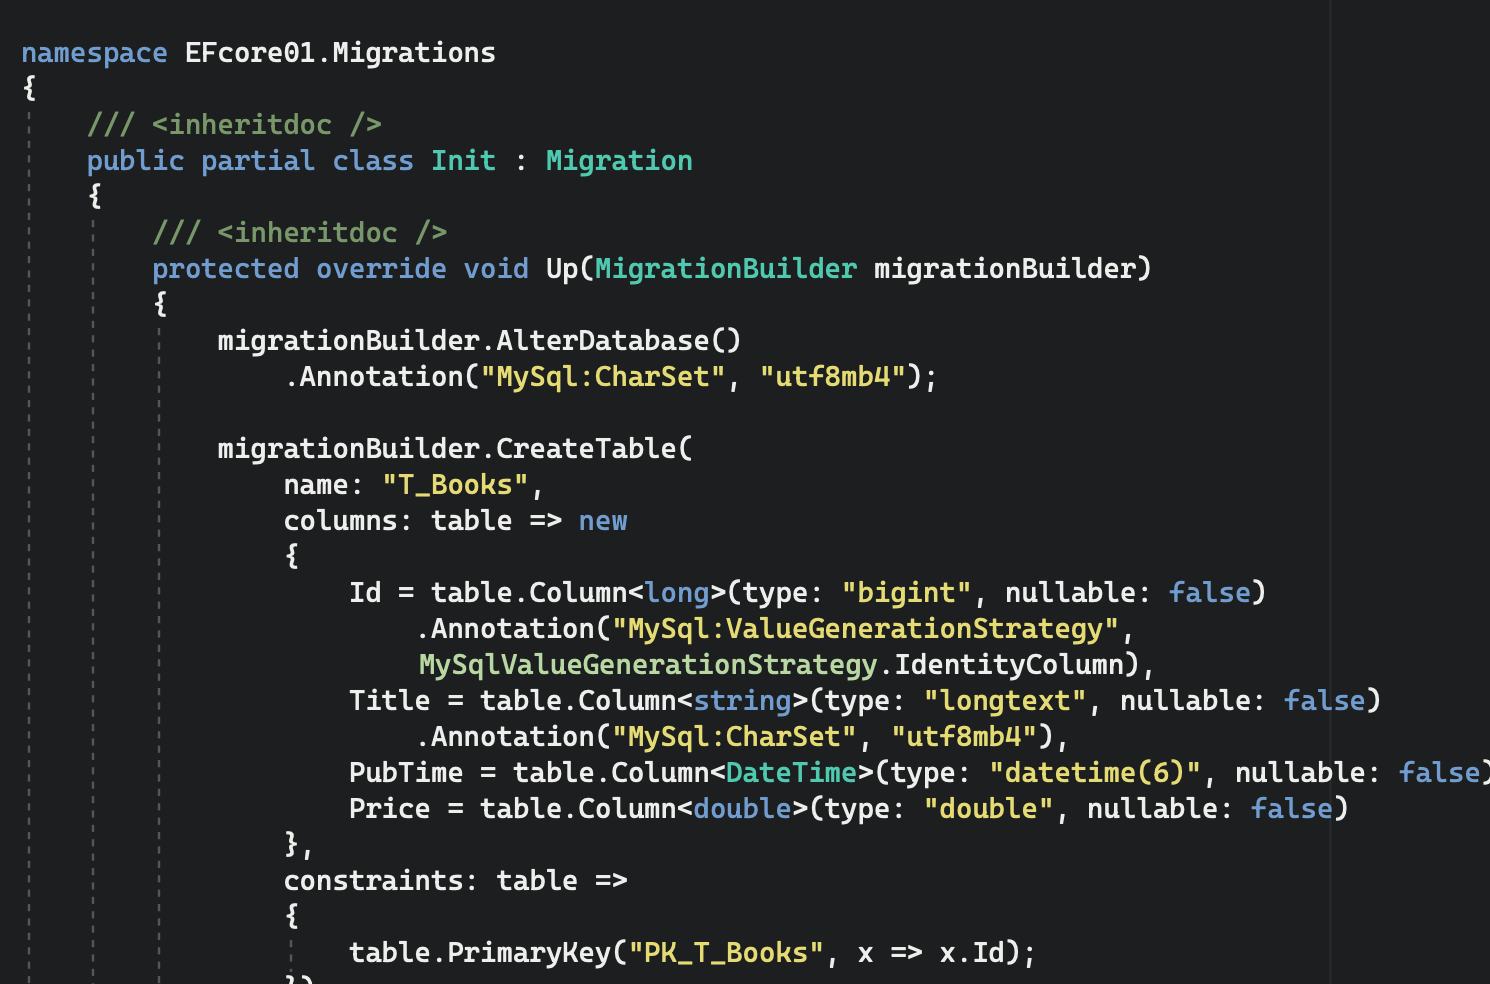 namespace EFcore01.Migrations
{
    /// <inheritdoc />
    public partial class Init : Migration
    {
        /// <inheritdoc />
        protected override void Up(MigrationBuilder migrationBuilder)
        {
            migrationBuilder.AlterDatabase()
                .Annotation("MySql:CharSet", "utf8mb4");

            migrationBuilder.CreateTable(
                name: "T_Books",
                columns: table => new
                {
                    Id = table.Column<long>(type: "bigint", nullable: false)
                        .Annotation("MySql:ValueGenerationStrategy",
                        MySqlValueGenerationStrategy.IdentityColumn),
                    Title = table.Column<string>(type: "longtext", nullable: false)
                        .Annotation("MySql:CharSet", "utf8mb4"),
                    PubTime = table.Column<DateTime>(type: "datetime(6)", nullable: false)
                    Price = table.Column<double>(type: "double", nullable: false)
                },
                constraints: table =>
                {
                    table.PrimaryKey("PK_T_Books", x => x.Id);
                })